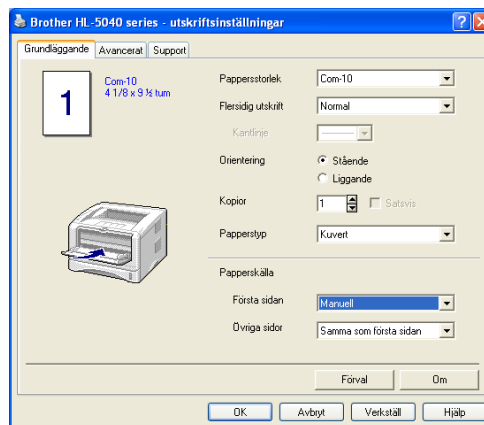 Brother HL-5040 series - utskriftsinställningar
Grundläggande Avancerat Support
1
Com-10
4 1/8 x 9 ½ tum
Pappersstorlek Com-10
Flersidig utskrift Normal
Kantlinje
Orientering Stående
Liggande
Kopior 1 Satsvis
Papperstyp Kuvert
Papperskälla
Första sidan Manuell
Övriga sidor Samma som första sidan
Förval Om
OK Avbryt Verkställ Hjälp